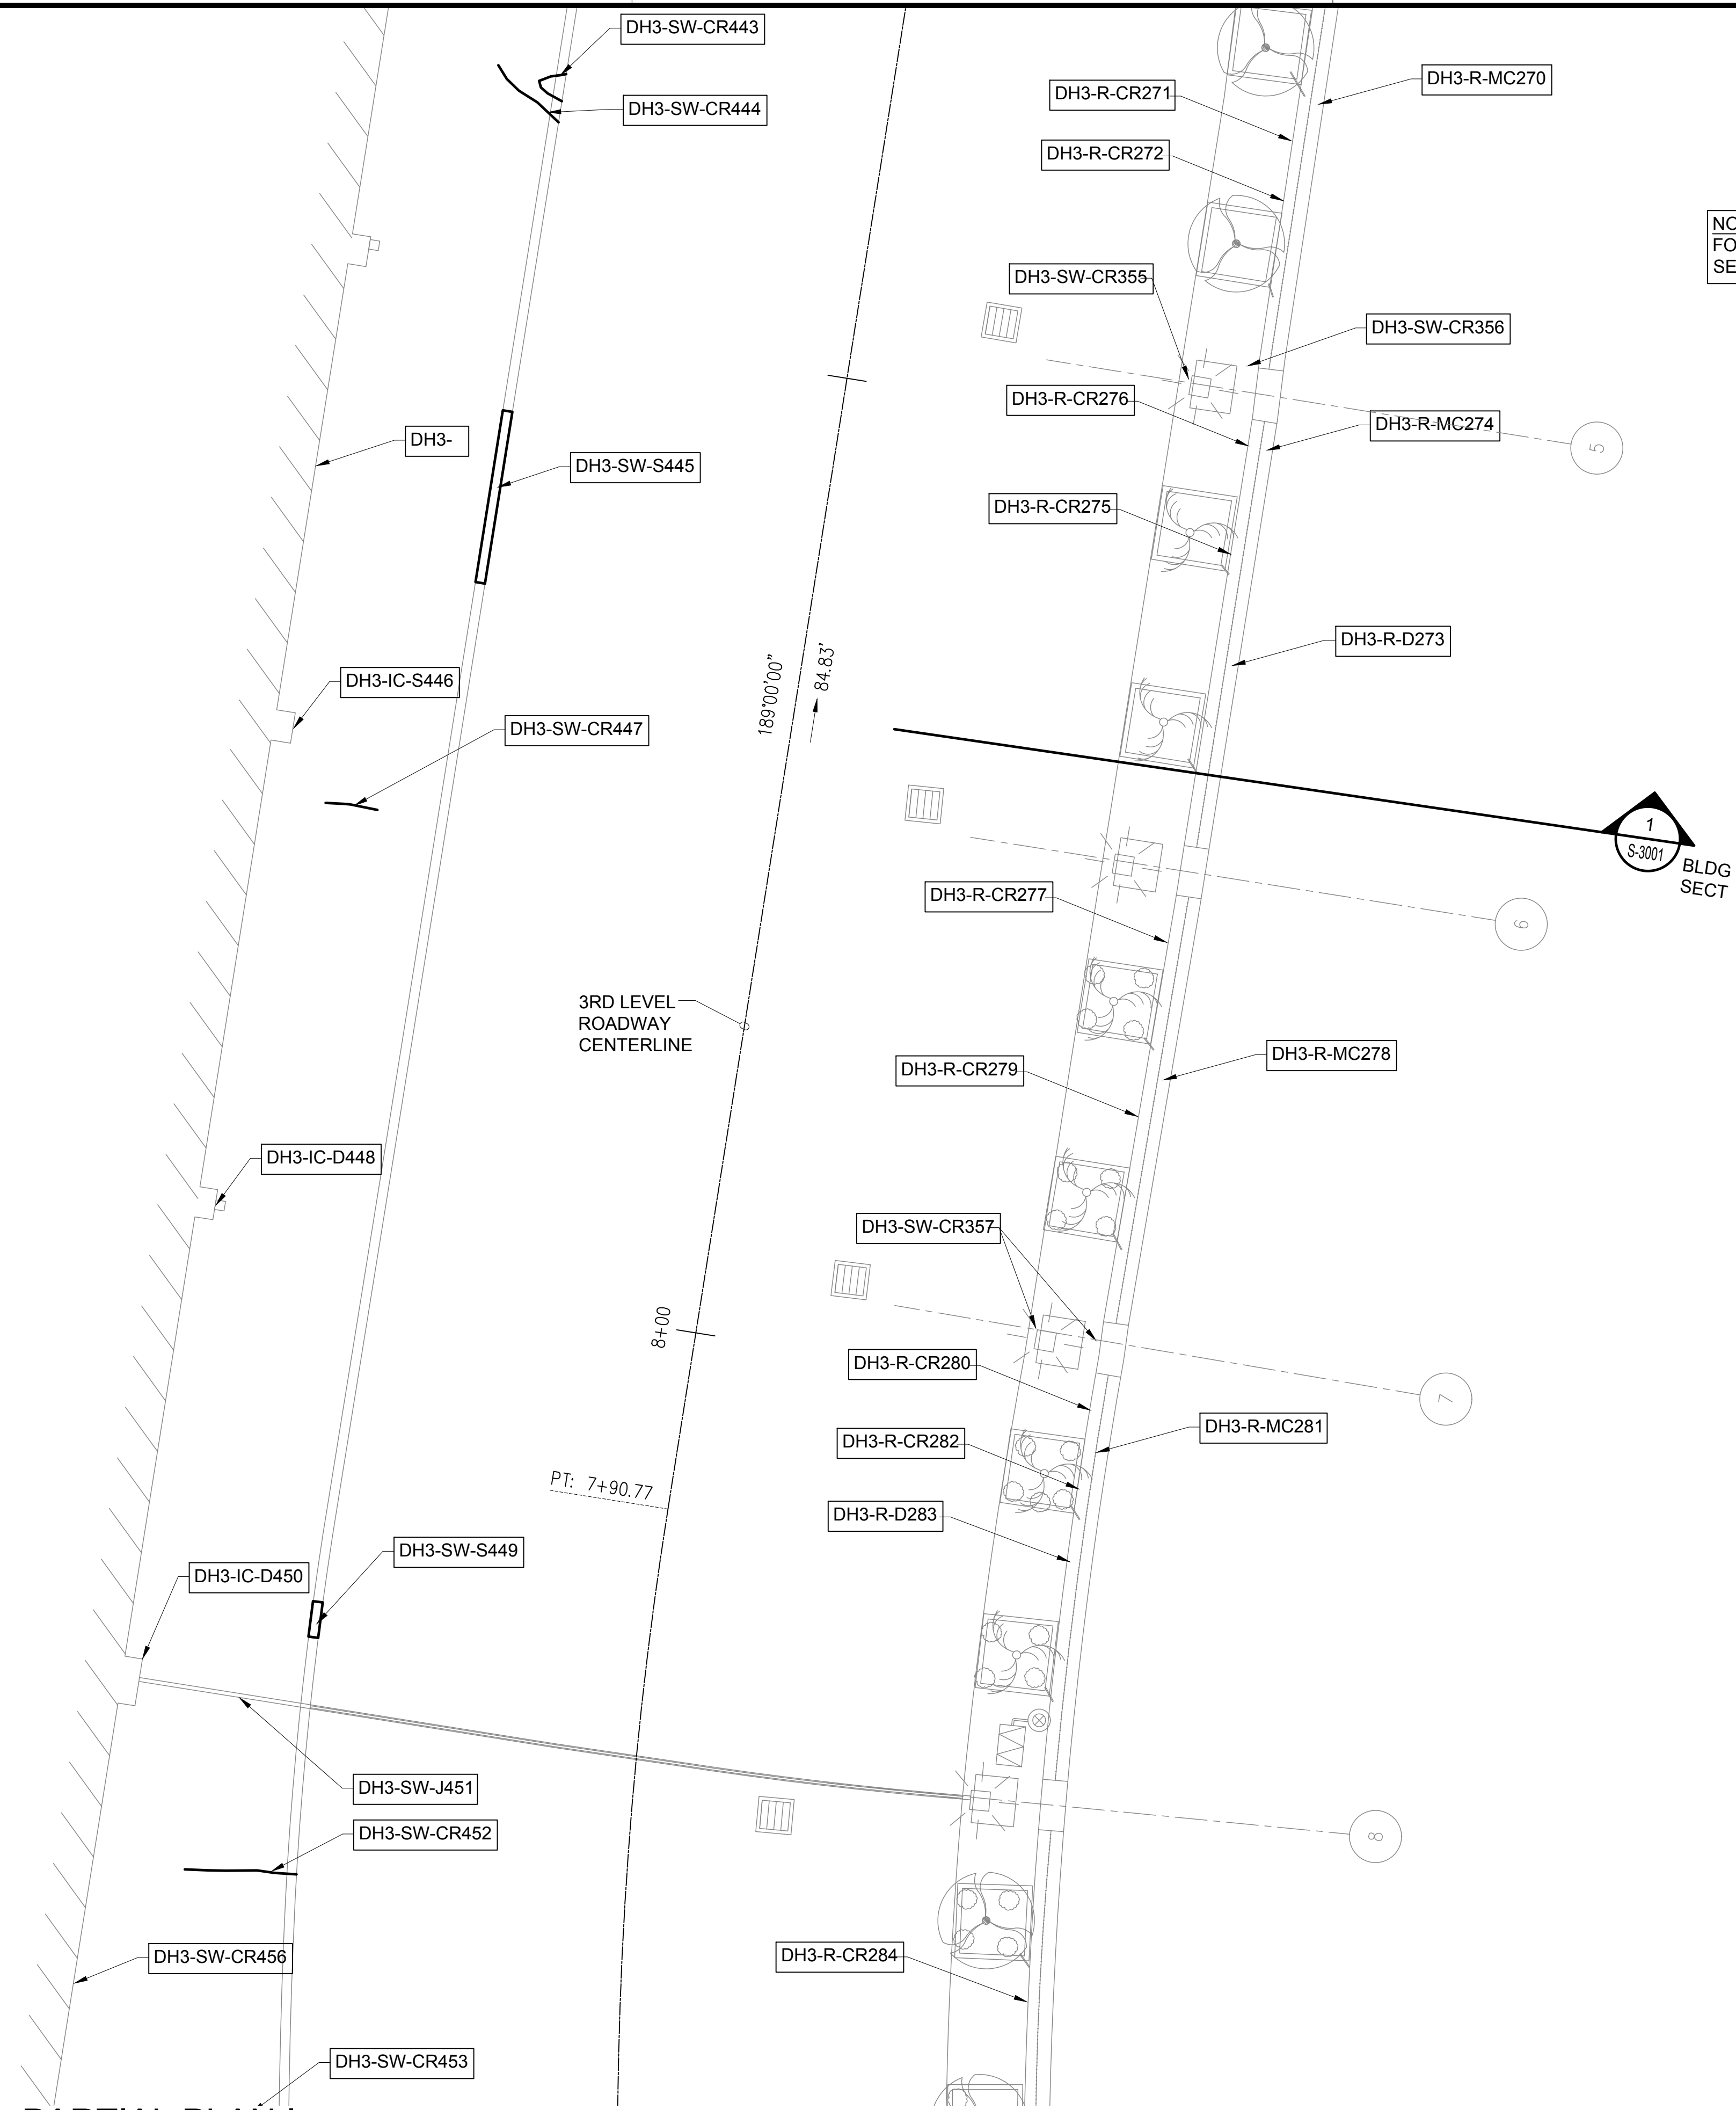 DH3-SW-CR443
DH3-R-MC270
DH3-R-CR271
DH3-SW-CR444
DH3-R-CR272
NO
FO
SE
DH3-SW-CR355
DH3-SW-CR356
DH3-R-CR276
DH3-R-MC274
5
DH3-
DH3-SW-S445
DH3-R-CR275
DH3-R-D273
189°00'00"
84.83'
DH3-IC-S446
DH3-SW-CR447
1
S-3001
BLDG
SECT
DH3-R-CR277
6
3RD LEVEL
ROADWAY
CENTERLINE
DH3-R-MC278
DH3-R-CR279
DH3-IC-D448
DH3-SW-CR357
8+00
DH3-R-CR280
7
DH3-R-MC281
DH3-R-CR282
PT: 7+90.77
DH3-R-D283
DH3-SW-S449
DH3-IC-D450
DH3-SW-J451
DH3-SW-CR452
8
DH3-SW-CR456
DH3-R-CR284
DH3-SW-CR453